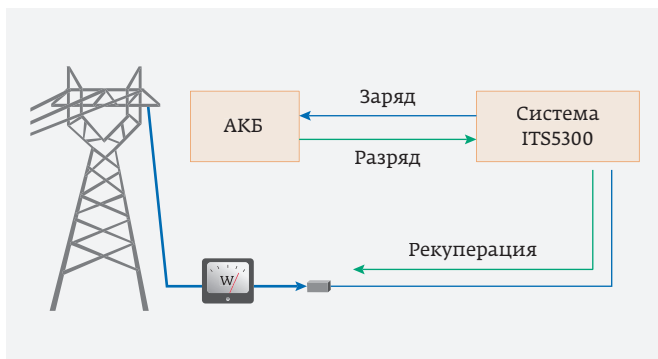 Заряд
АКБ
Система
ITS5300
Разряд
Рекуперация
W